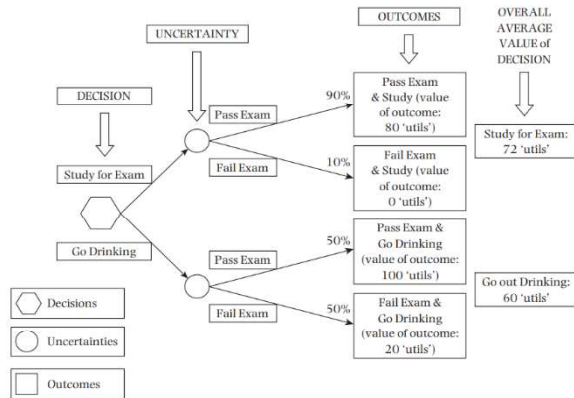 OUTCOMES
OVERALL
AVERAGE
VALUE of
DECISION
UNCERTAINTY
DECISION
90%
Pass Exam
Pass Exam
& Study (value
of outcome:
80 ‘utils’)
Study for Exam:
72 ‘utils’
Study for Exam
Fail Exam
10%
Fail Exam
& Study (value
of outcome:
0 ‘utils’)
Go Drinking
Pass Exam
50%
Pass Exam &
Go Drinking
(value of outcome:
100 ‘utils’)
Go out Drinking:
60 ‘utils’
Fail Exam
50%
Fail Exam &
Go Drinking
(value of outcome:
20 ‘utils’)
Decisions
Uncertainties
Outcomes